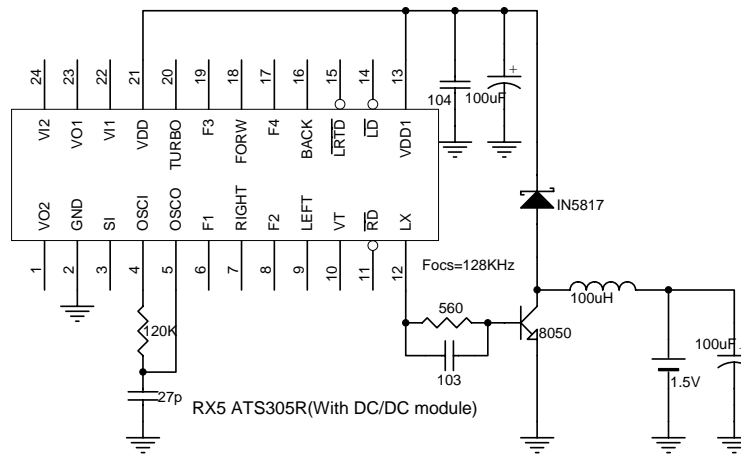 24 23 22 21 20 19 18 17 16 15 14 13
VI2 VO1 VI1 VDD TURBO F3 FORW F4 BACK LRTD LD VDD1
VO2 GND SI OSCI OSCO F1 RIGHT F2 LEFT VT RD LX
1 2 3 4 5 6 7 8 9 10 11 12
104
100uF
+
IN5817
Focs=128KHz
100uH
560
8050
103
120K
27p
100uF
1.5V
RX5 ATS305R(With DC/DC module)